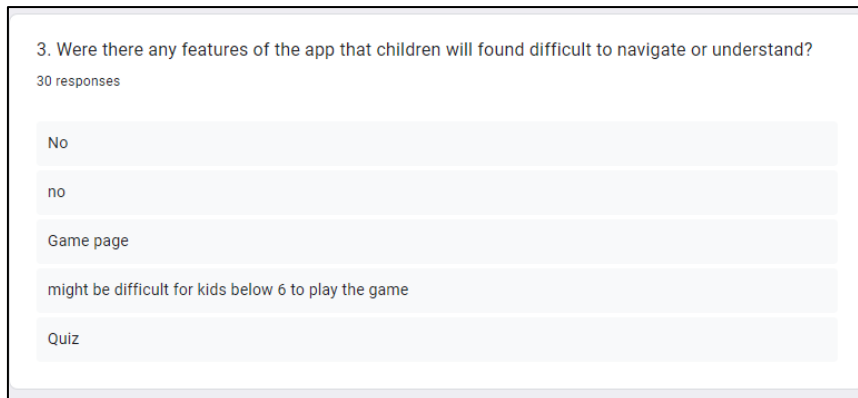 3. Were there any features of the app that children will found difficult to navigate or understand?
30 responses
No
no
Game page
might be difficult for kids below 6 to play the game
Quiz